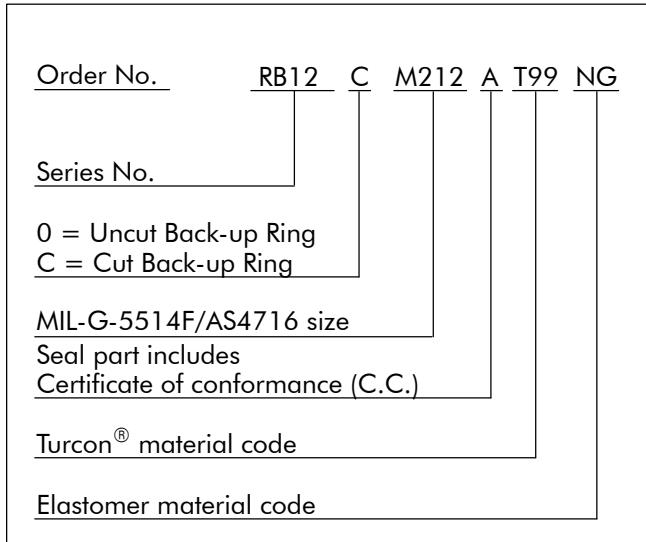 Order No. RB12 C M212 A T99 NG
Series No.
0 = Uncut Back-up Ring
C = Cut Back-up Ring
MIL-G-5514F/AS4716 size
Seal part includes
Certificate of conformance (C.C.)
Turcon® material code
Elastomer material code